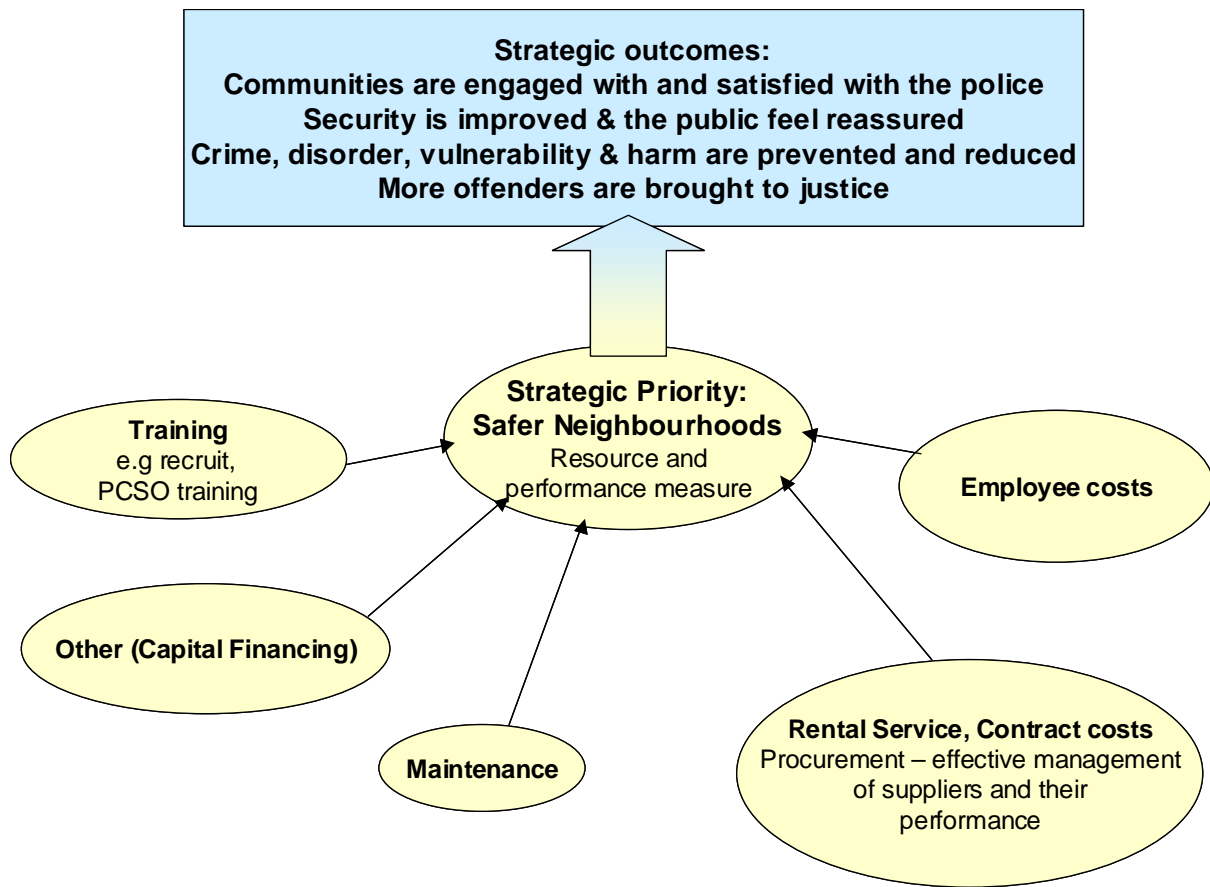 Strategic outcomes:
Communities are engaged with and satisfied with the police
Security is improved & the public feel reassured
Crime, disorder, vulnerability & harm are prevented and reduced
More offenders are brought to justice
Strategic Priority:
Safer Neighbourhoods
Resource and
performance measure
Training
e.g recruit,
PCSO training
Employee costs
Other (Capital Financing)
Maintenance
Rental Service, Contract costs
Procurement – effective management
of suppliers and their
performance